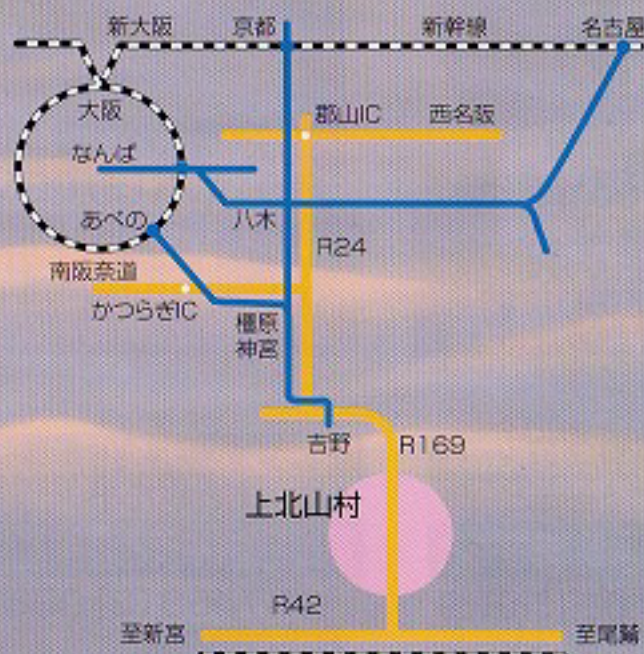 新大阪
京都
新幹線
名古屋
大阪
郡山IC
西名阪
なんば
あべの
八木
R24
南阪奈道
かつらぎIC
橿原
神宮
吉野
R169
上北山村
R42
至新宮
至尾鷲